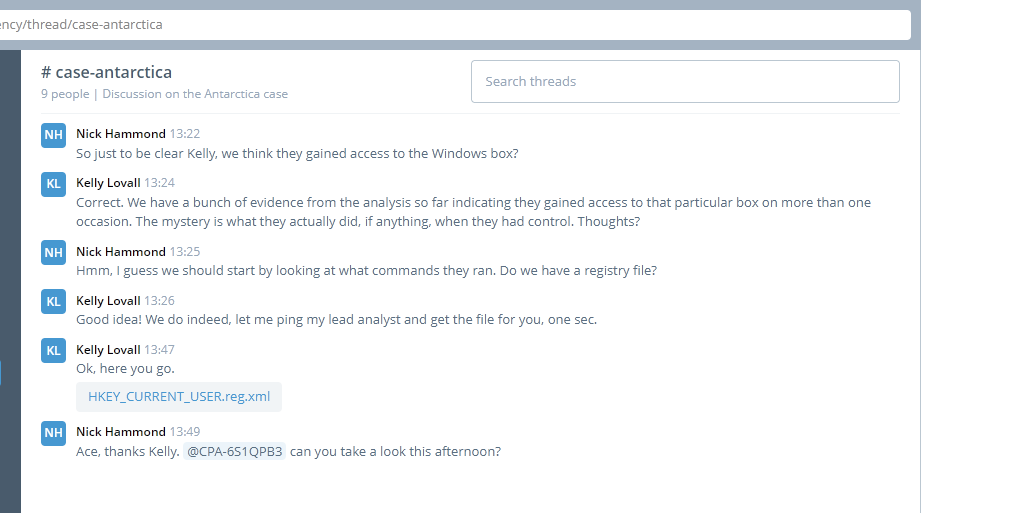 ncy/thread/case-antarctica
# case-antarctica
9 people | Discussion on the Antarctica case
Search threads
NH Nick Hammond 13:22
So just to be clear Kelly, we think they gained access to the Windows box?
KL Kelly Lovall 13:24
Correct. We have a bunch of evidence from the analysis so far indicating they gained access to that particular box on more than one
occasion. The mystery is what they actually did, if anything, when they had control. Thoughts?
NH Nick Hammond 13:25
Hmm, I guess we should start by looking at what commands they ran. Do we have a registry file?
KL Kelly Lovall 13:26
Good idea! We do indeed, let me ping my lead analyst and get the file for you, one sec.
KL Kelly Lovall 13:47
Ok, here you go.
HKEY_CURRENT_USER.reg.xml
NH Nick Hammond 13:49
Ace, thanks Kelly. @CPA-6S1QPB3 can you take a look this afternoon?